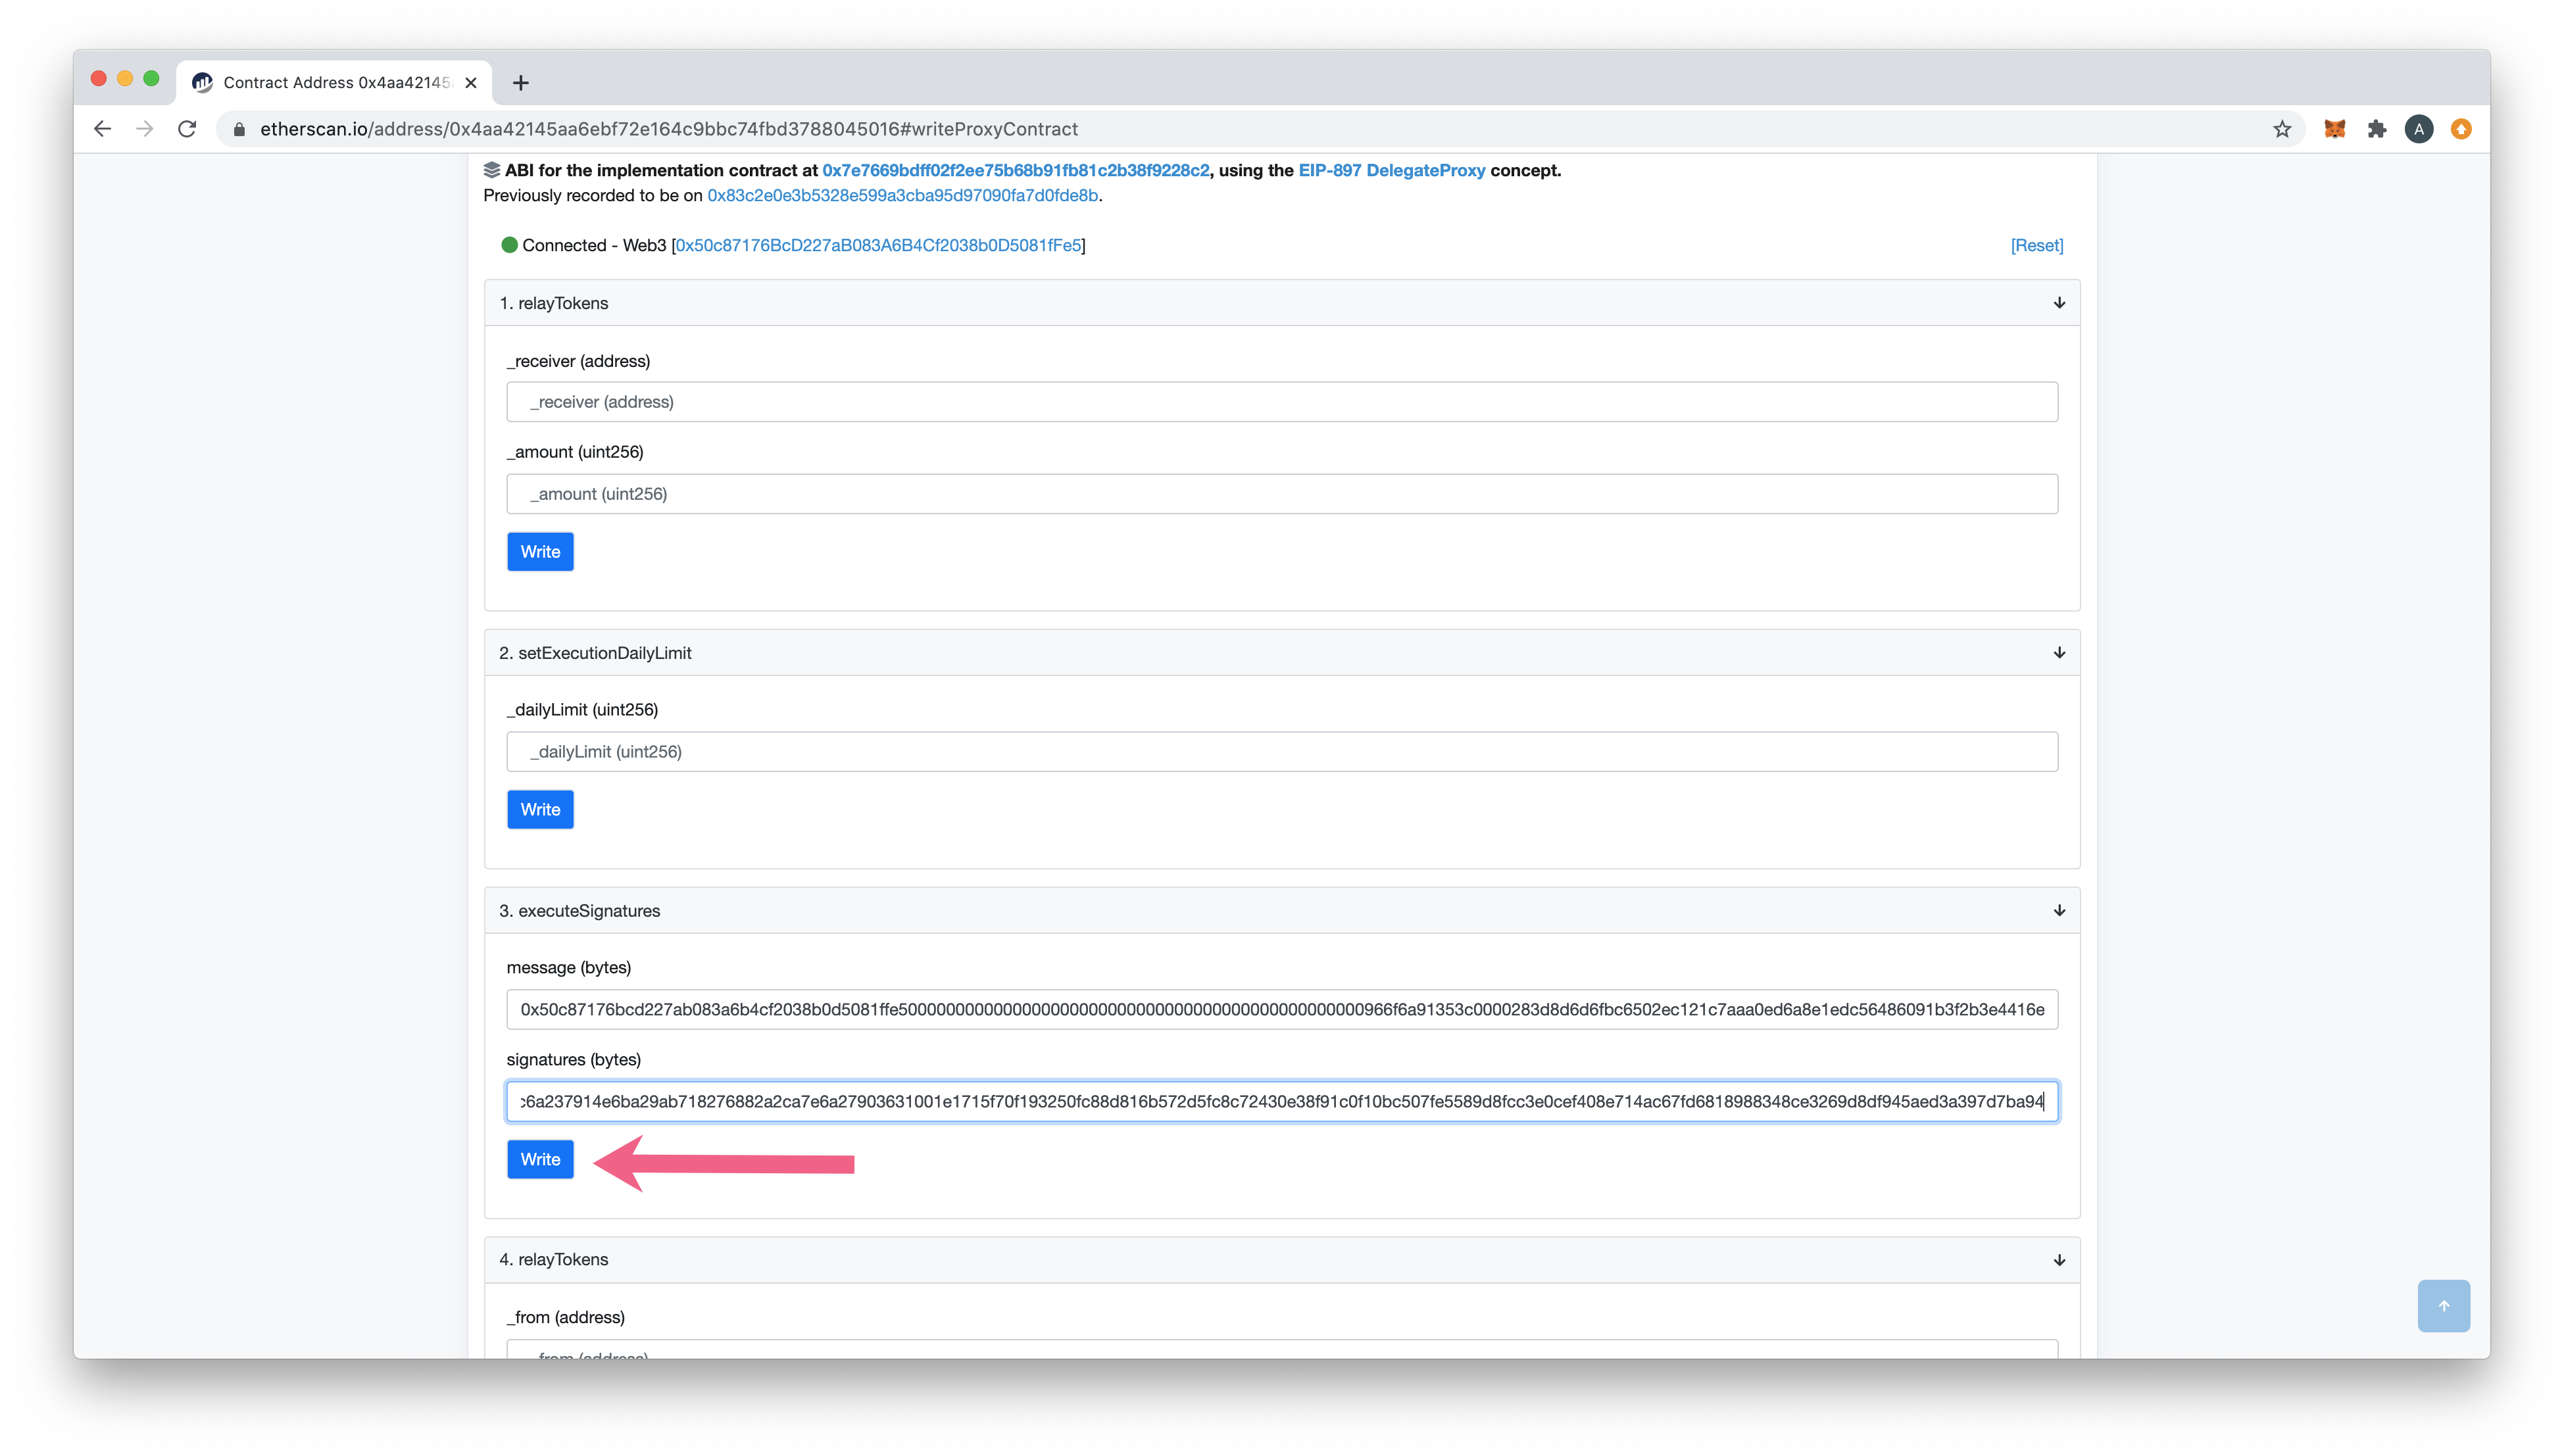 Contract Address 0x4aa42145
etherscan.io/address/0x4aa42145aa6ebf72e164c9bbc74fbd3788045016#writeProxyContract
A
ABI for the implementation contract at 0x7e7669bdff02f2ee75b68b91fb81c2b38f9228c2, using the EIP-897 DelegateProxy concept.
Previously recorded to be on 0x83c2e0e3b5328e599a3cba95d97090fa7d0fde8b.
Connected - Web3 [0x50c87176BcD227aB083A6B4Cf2038b0D5081fFe5]
[Reset]
1. relayTokens
_receiver (address)
_receiver (address)
_amount (uint256)
_amount (uint256)
Write
2. setExecutionDailyLimit
_dailyLimit (uint256)
_dailyLimit (uint256)
Write
3. executeSignatures
message (bytes)
signatures (bytes)
:6a237914e6ba29ab718276882a2ca7e6a27903631001e1715f70f193250fc88d816b572d5fc8c72430e38f91c0f10bc507fe5589d8fcc3e0cef408e714ac67fd6818988348ce3269d8df945aed3a397d7ba94
Write
4. relayTokens
_from (address)
_from (address)